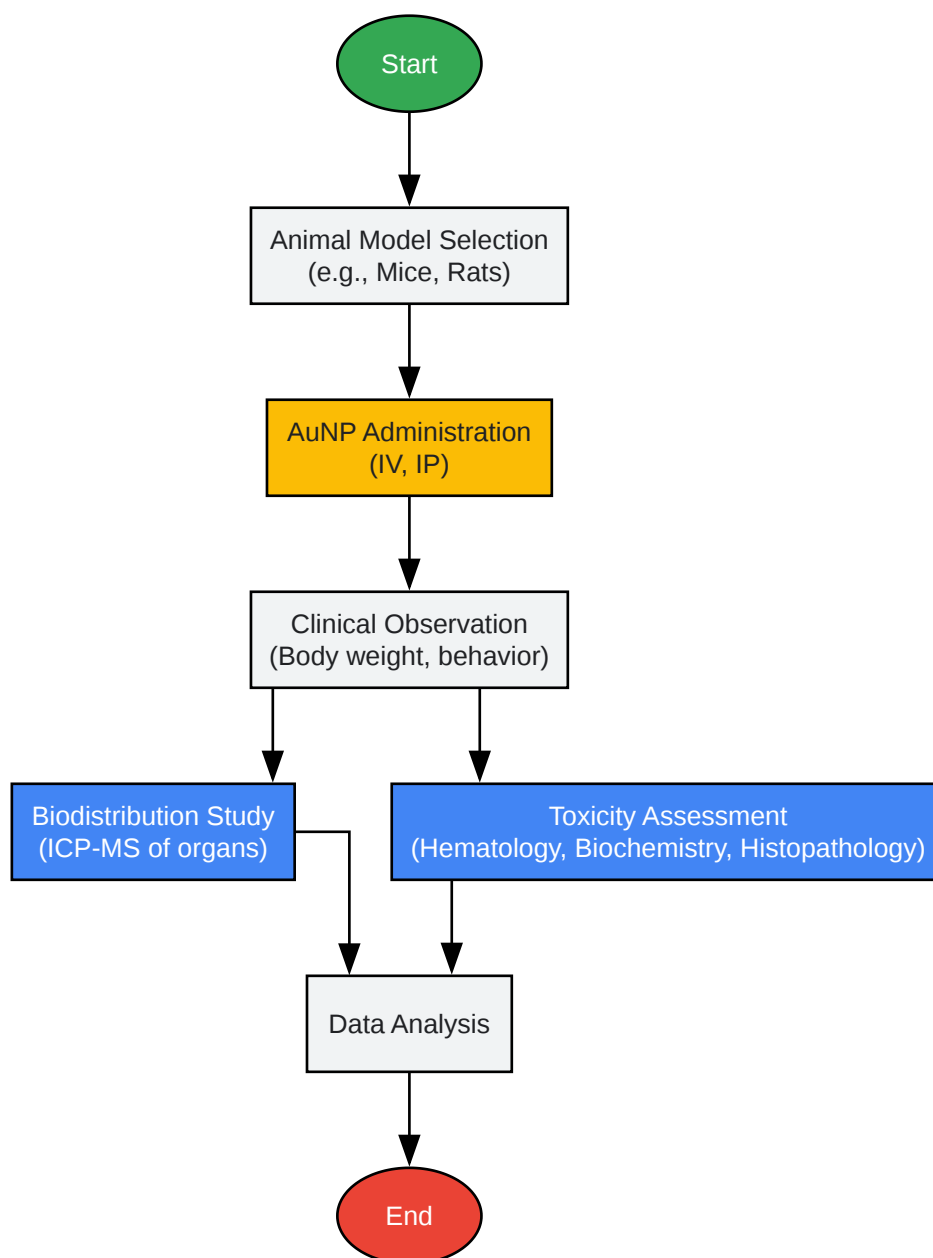 Start
Animal Model Selection
(e.g., Mice, Rats)
AuNP Administration
(IV, IP)
Clinical Observation
(Body weight, behavior)
Biodistribution Study
(ICP-MS of organs)
Toxicity Assessment
(Hematology, Biochemistry, Histopathology)
Data Analysis
End